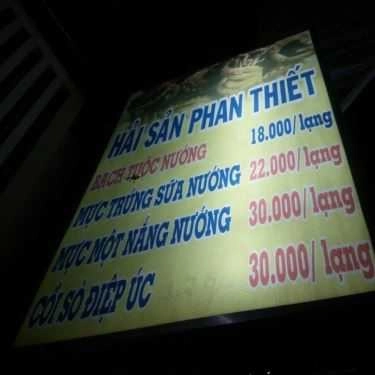 HẢI SẢN PHAN THIẾT
BẠCH TUỘC NƯỚNG 18.000/lạng
MỰC TRỨNG SỮA NƯỚNG 22.000/lạng
MỰC MỘT NẮNG NƯỚNG 30.000/lạng
CỒI SÒ ĐIỆP ÚC 30.000/lạng